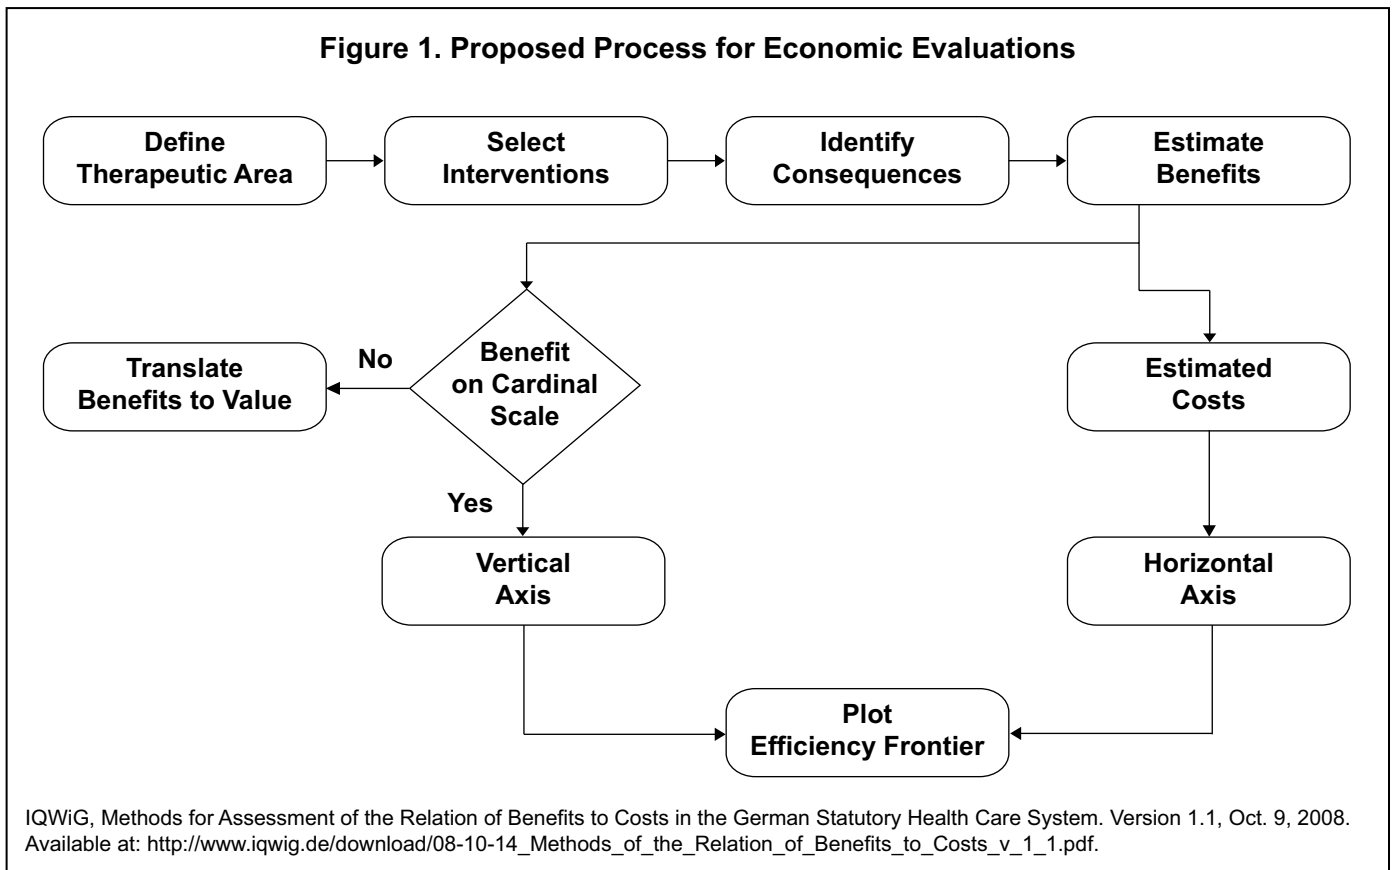 Figure 1. Proposed Process for Economic Evaluations
Define
Therapeutic Area
Select
Interventions
Identify
Consequences
Estimate
Benefits
Translate
Benefits to Value
No
Benefit
on Cardinal
Scale
Estimated
Costs
Yes
Vertical
Axis
Horizontal
Axis
Plot
Efficiency Frontier
IQWiG, Methods for Assessment of the Relation of Benefits to Costs in the German Statutory Health Care System. Version 1.1, Oct. 9, 2008.
Available at: http://www.iqwig.de/download/08-10-14_Methods_of_the_Relation_of_Benefits_to_Costs_v_1_1.pdf.